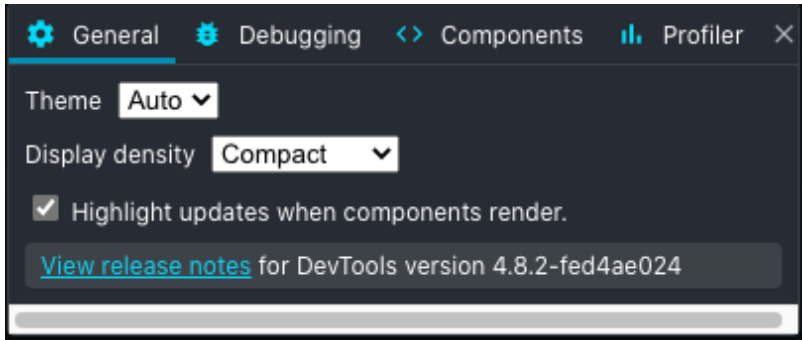 General Debugging Components Profiler
Theme Auto
Display density Compact
Highlight updates when components render.
View release notes for DevTools version 4.8.2-fed4ae024